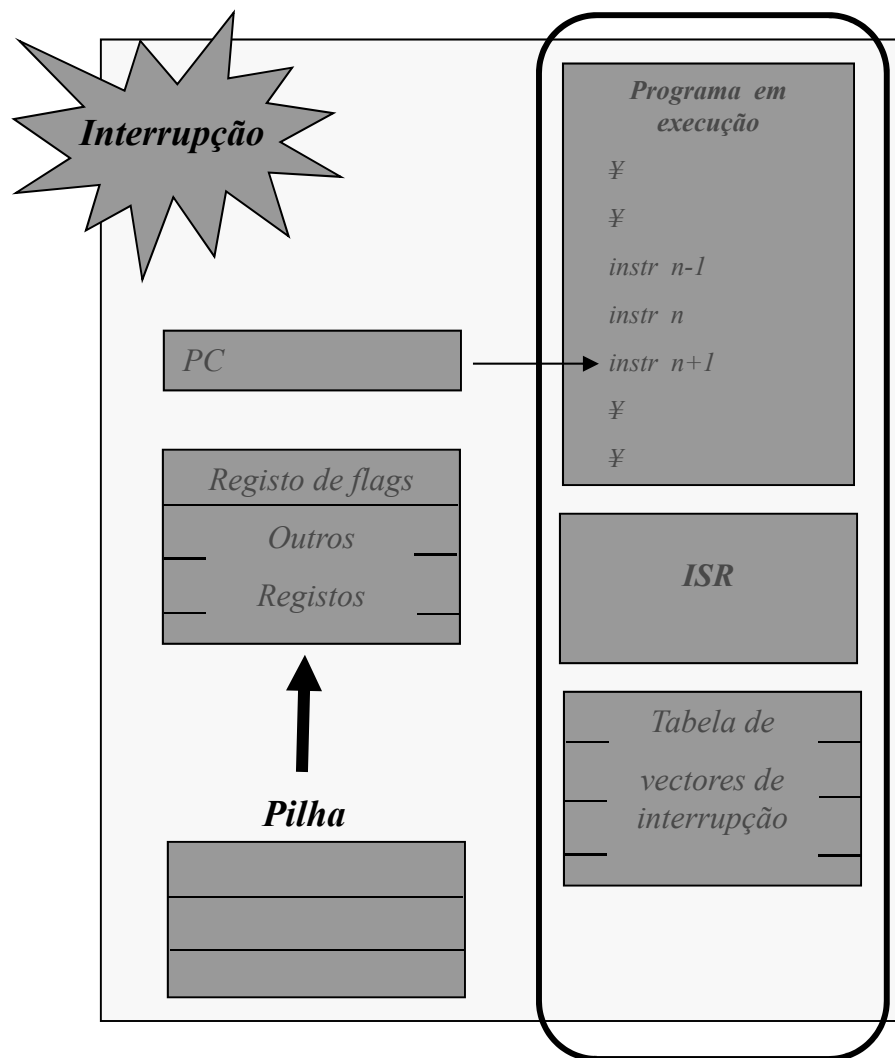 Interrupção
Programa em
execução
¥
¥
instr n-1
instr n
PC
instr n+1
¥
¥
Registo de flags
Outros
Registos
ISR
Tabela de
vectores de
interrupção
Pilha